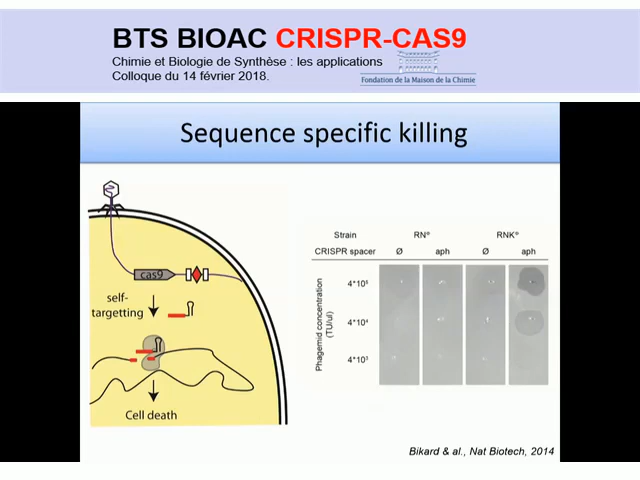 BTS BIOAC CRISPR-CAS9
Chimie et Biologie de Synthèse : les applications
Colloque du 14 février 2018.
Fondation de la Maison de la Chimie
Sequence specific killing
cas9
self-
targetting
Cell death
Strain RNᴓ RNKᴓ
CRISPR spacer Ø aph Ø aph
Phagemid concentration
(TU/ul)
4*10⁵
4*10⁴
4*10³
Bikard & al., Nat Biotech, 2014